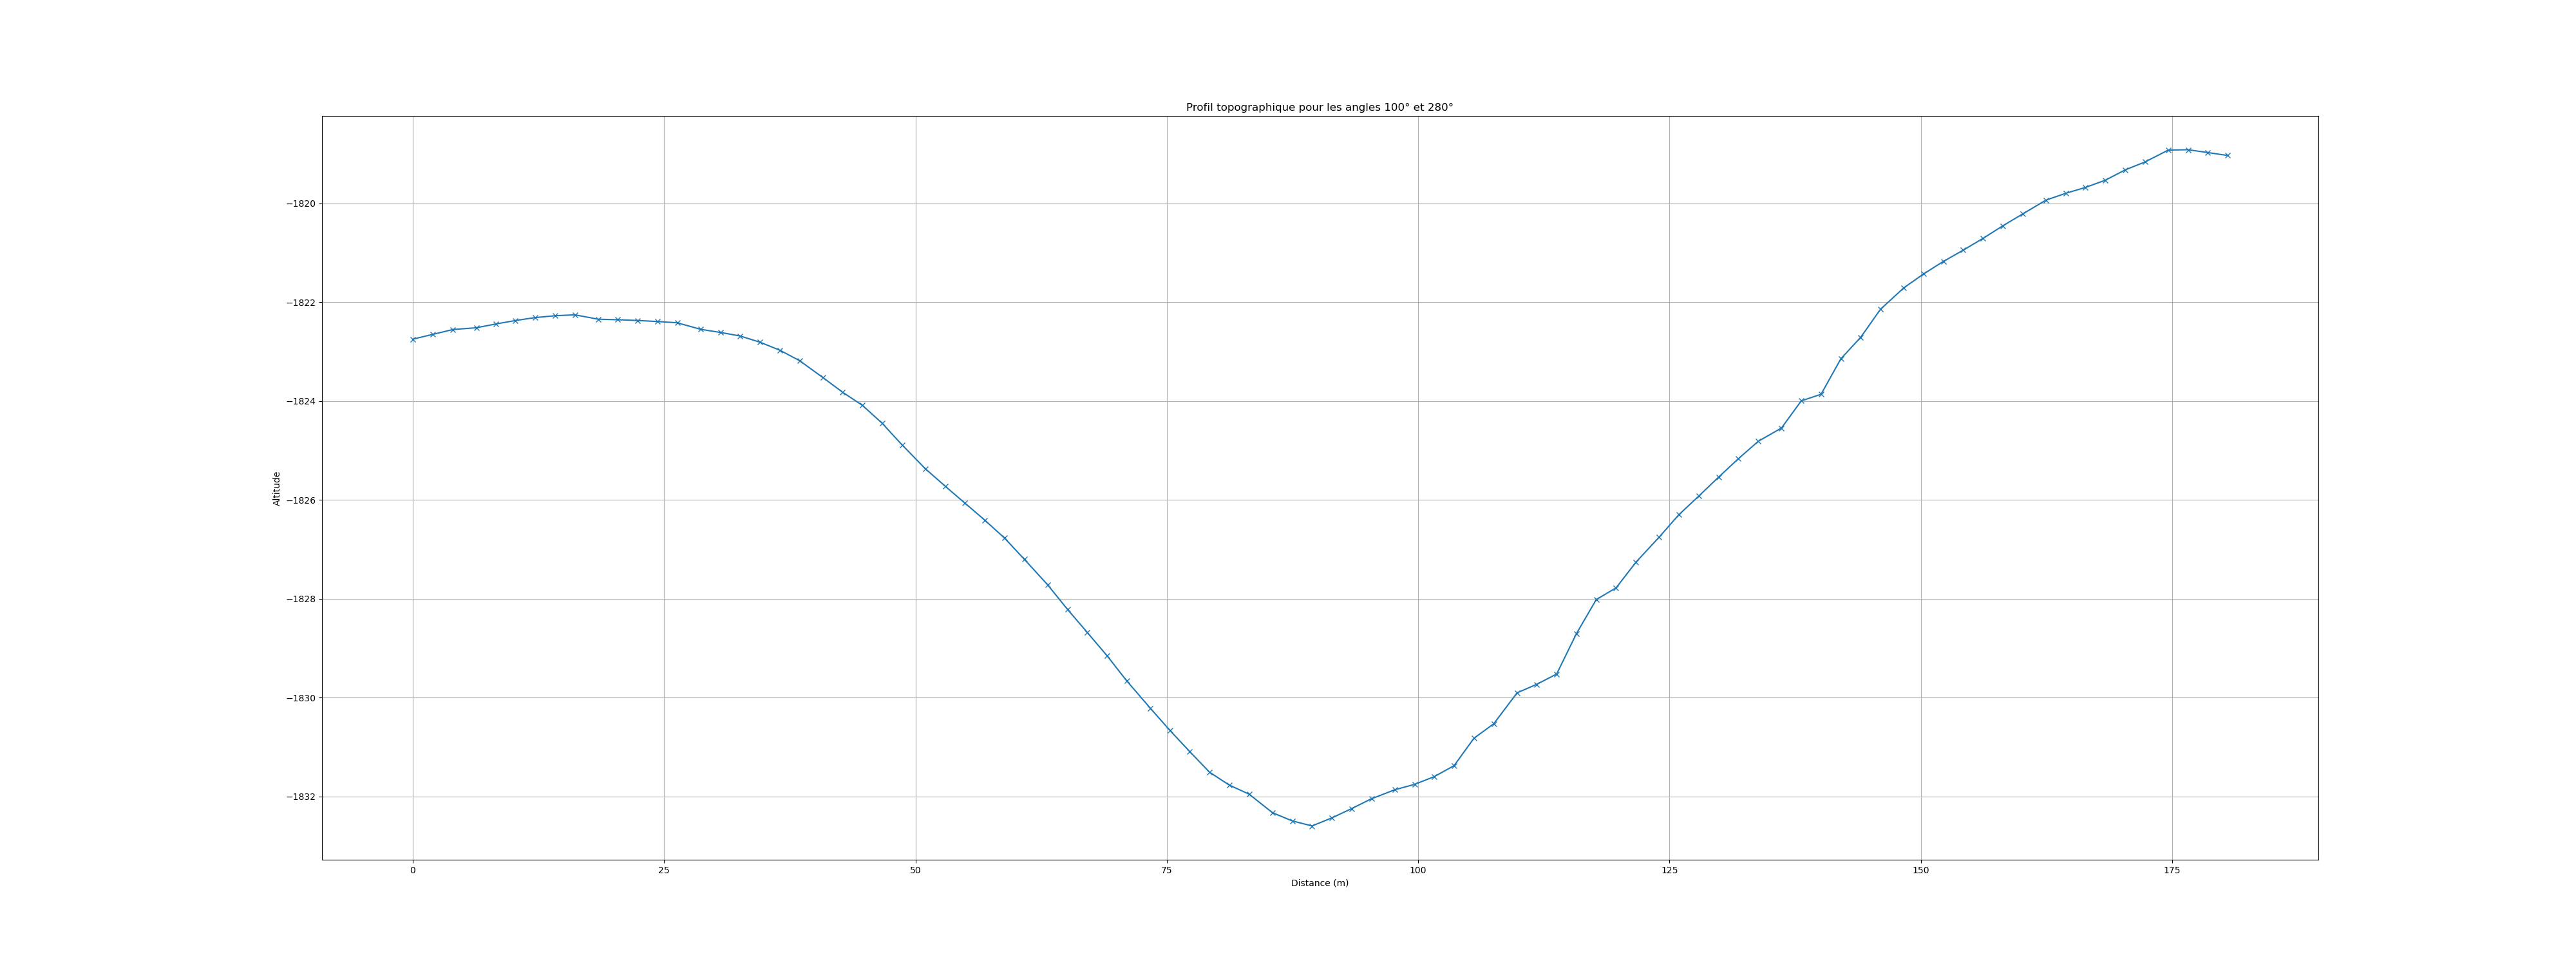 Profil topographique pour les angles 100° et 280°
Altitude
−1820
−1822
−1824
−1826
−1828
−1830
−1832
0 25 50 75 100 125 150 175
Distance (m)